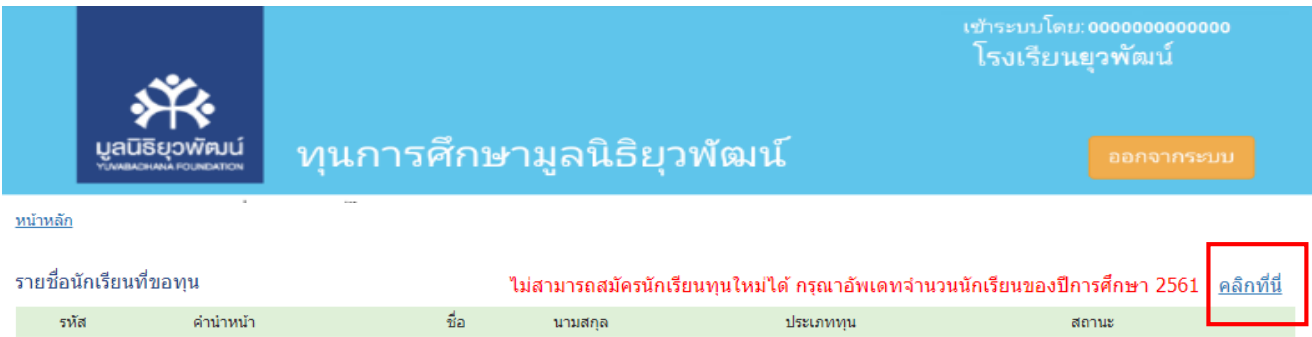 เข้าระบบโดย: 0000000000000
โรงเรียนยุวพัฒน์
มูลนิธิยุวพัฒน์
YUVABADHANA FOUNDATION
ทุนการศึกษามูลนิธิยุวพัฒน์
ออกจากระบบ
หน้าหลัก
รายชื่อนักเรียนที่ขอทุน ไม่สามารถสมัครนักเรียนทุนใหม่ได้ กรุณาอัพเดทจำนวนนักเรียนของปีการศึกษา 2561 คลิกที่นี่
รหัส คำนำหน้า ชื่อ นามสกุล ประเภททุน สถานะ